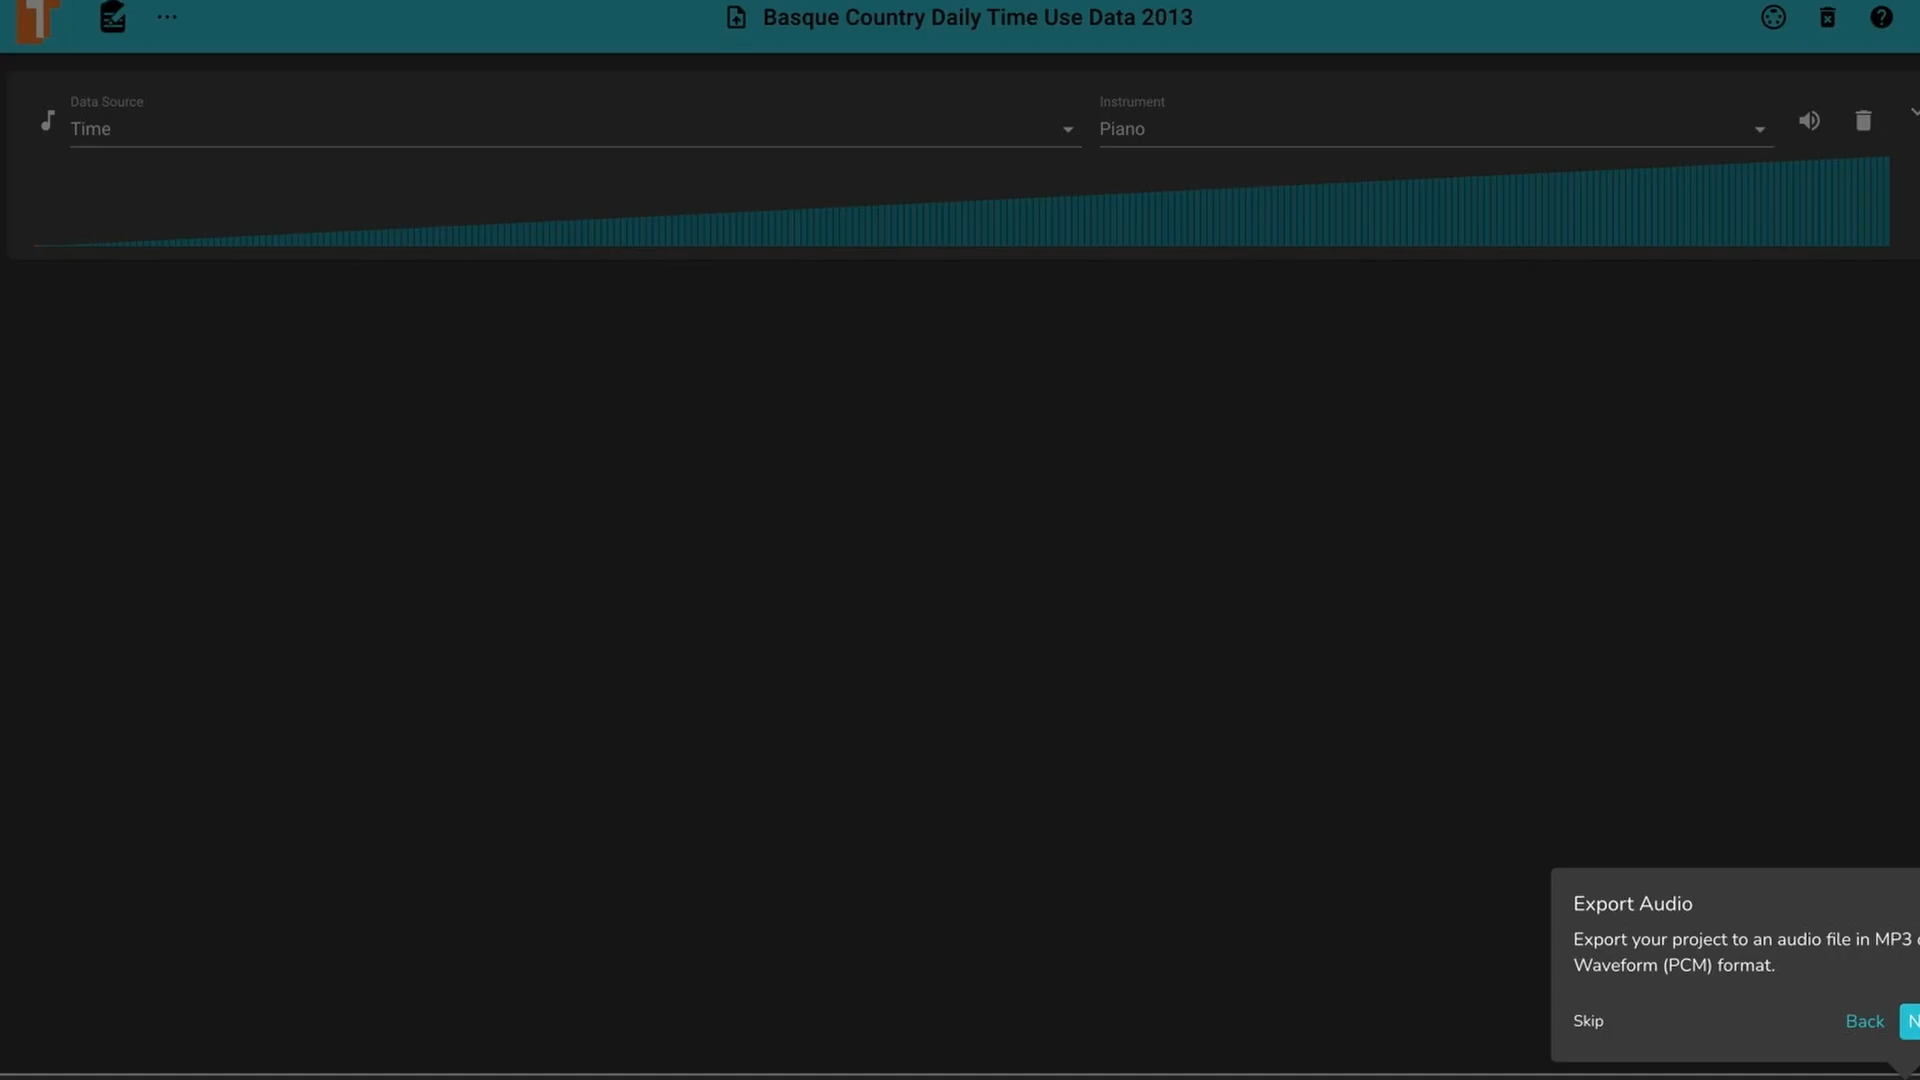 Basque Country Daily Time Use Data 2013
Data Source
Time
Instrument
Piano
Export Audio
Export your project to an audio file in MP3
Waveform (PCM) format.
Skip
Back